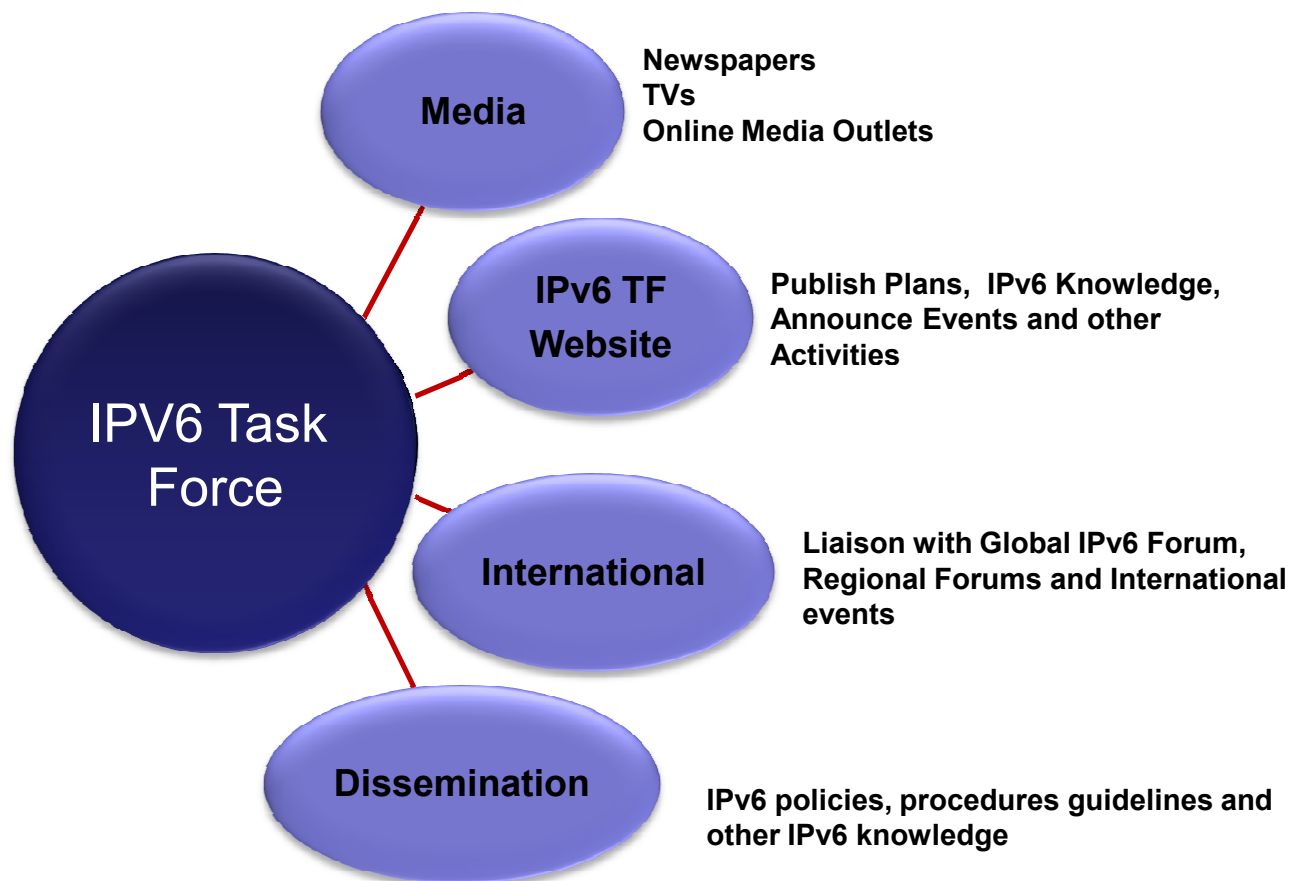 Media
Newspapers
TVs
Online Media Outlets
IPv6 TF
Website
Publish Plans,  IPv6 Knowledge,
Announce Events and other
Activities
IPV6 Task
Force
International
Liaison with Global IPv6 Forum,
Regional Forums and International
events
Dissemination
IPv6 policies, procedures guidelines and
other IPv6 knowledge